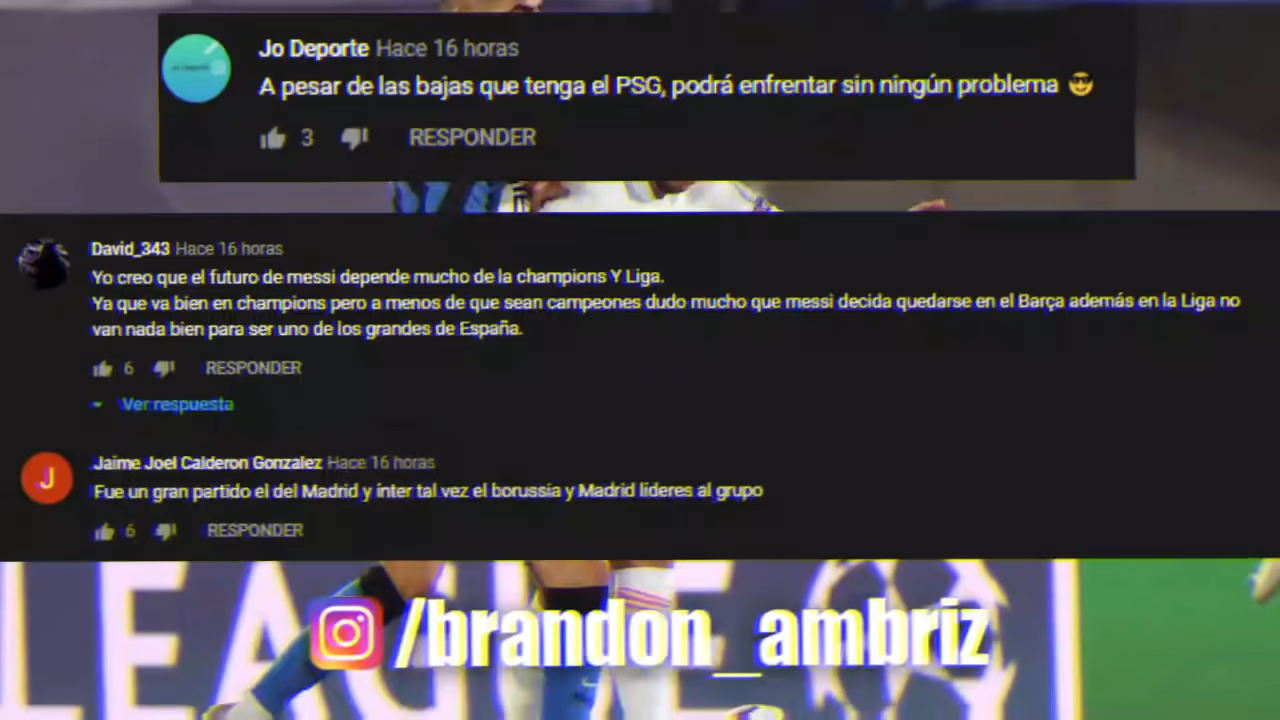 Jo Deporte Hace 16 horas
A pesar de las bajas que tenga el PSG, podrá enfrentar sin ningún problema 😎
3 RESPONDER
David_343 Hace 16 horas
Yo creo que el futuro de messi depende mucho de la champions Y Liga.
Ya que va bien en champions pero a menos de que sean campeones dudo mucho que messi decida quedarse en el Barça además en la Liga no
van nada bien para ser uno de los grandes de España.
6 RESPONDER
Ver respuesta
J
Jaime Joel Calderon Gonzalez Hace 16 horas
Fue un gran partido el del Madrid y inter tal vez el borussia y Madrid líderes al grupo
6 RESPONDER
LEAGUE
/brandon_ambriz